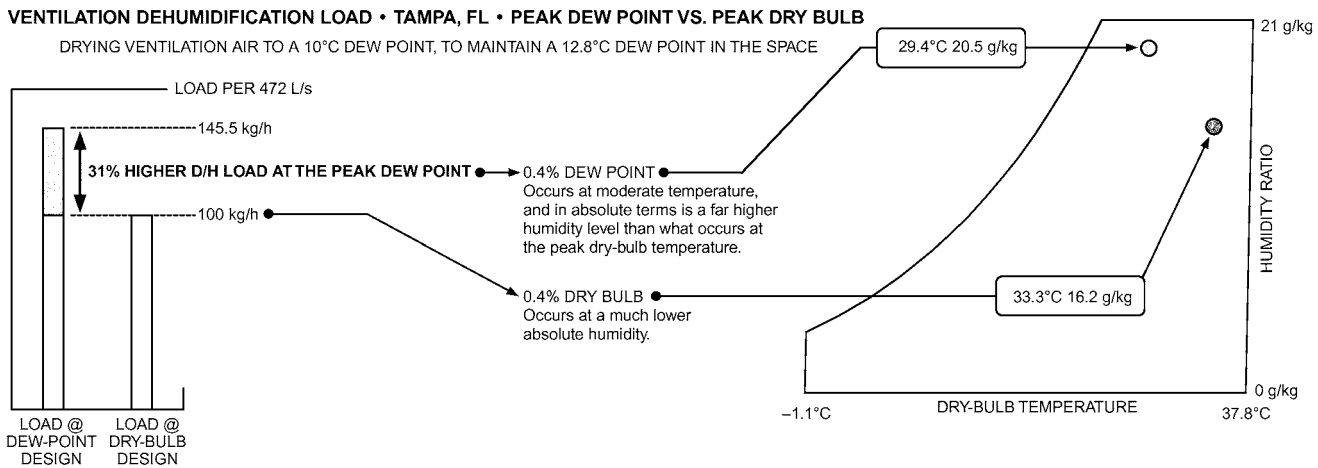 VENTILATION DEHUMIDIFICATION LOAD • TAMPA, FL • PEAK DEW POINT VS. PEAK DRY BULB
DRYING VENTILATION AIR TO A 10°C DEW POINT, TO MAINTAIN A 12.8°C DEW POINT IN THE SPACE
LOAD PER 472 L/s
145.5 kg/h
31% HIGHER D/H LOAD AT THE PEAK DEW POINT
100 kg/h
LOAD @
DEW-POINT
DESIGN
LOAD @
DRY-BULB
DESIGN
0.4% DEW POINT
Occurs at moderate temperature,
and in absolute terms is a far higher
humidity level than what occurs at
the peak dry-bulb temperature.
0.4% DRY BULB
Occurs at a much lower
absolute humidity.
29.4°C 20.5 g/kg
33.3°C 16.2 g/kg
21 g/kg
HUMIDITY RATIO
0 g/kg
–1.1°C
DRY-BULB TEMPERATURE
37.8°C